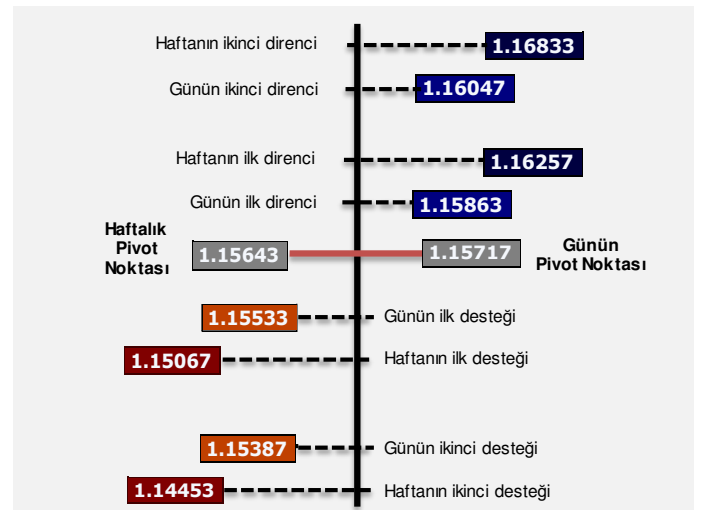 Haftanın ikinci direnci
1.16833
Günün ikinci direnci
1.16047
Haftanın ilk direnci
1.16257
Günün ilk direnci
1.15863
Haftalık
Pivot
Noktası
1.15643
1.15717
Günün
Pivot Noktası
1.15533
Günün ilk desteği
1.15067
Haftanın ilk desteği
1.15387
Günün ikinci desteği
1.14453
Haftanın ikinci desteği